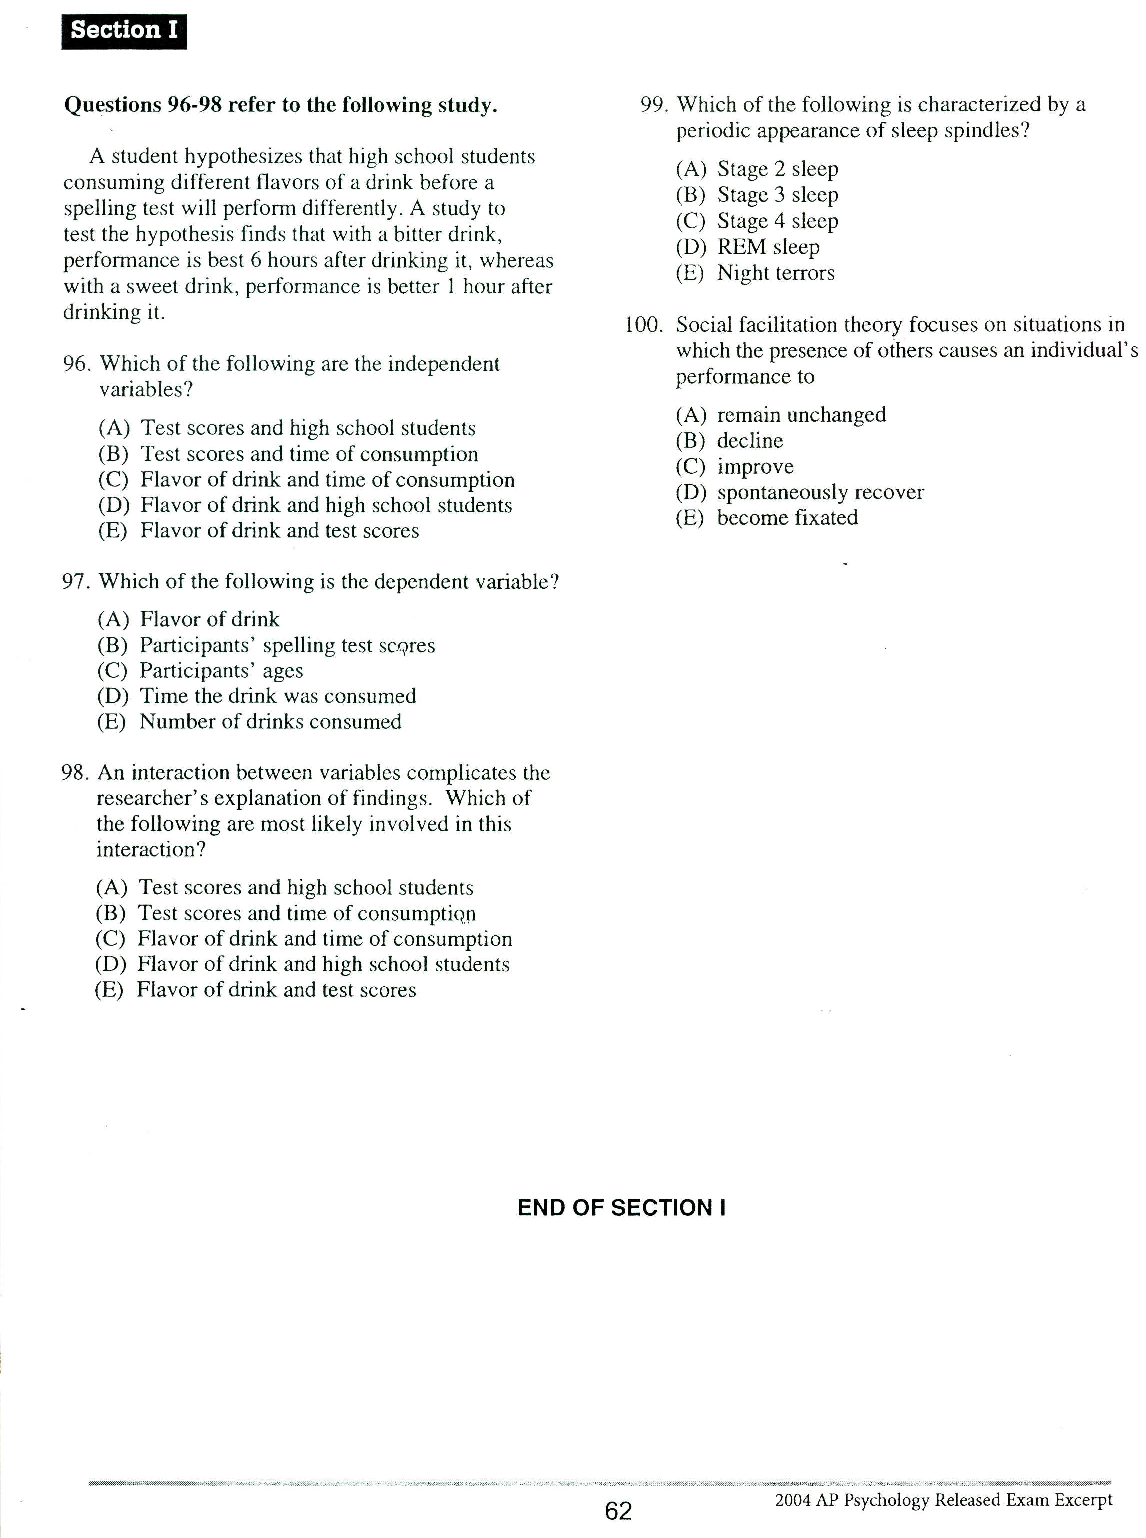 Section I
Questions 96-98 refer to the following study.
A student hypothesizes that high school students
consuming different flavors of a drink before a
spelling test will perform differently. A study to
test the hypothesis finds that with a bitter drink,
performance is best 6 hours after drinking it, whereas
with a sweet drink, performance is better 1 hour after
drinking it.
96. Which of the following are the independent
variables?
(A) Test scores and high school students
(B) Test scores and time of consumption
(C) Flavor of drink and time of consumption
(D) Flavor of drink and high school students
(E) Flavor of drink and test scores
97. Which of the following is the dependent variable?
(A) Flavor of drink
(B) Participants' spelling test scores
(C) Participants' ages
(D) Time the drink was consumed
(E) Number of drinks consumed
98. An interaction between variables complicates the
researcher's explanation of findings. Which of
the following are most likely involved in this
interaction?
(A) Test scores and high school students
(B) Test scores and time of consumption
(C) Flavor of drink and time of consumption
(D) Flavor of drink and high school students
(E) Flavor of drink and test scores
99. Which of the following is characterized by a
periodic appearance of sleep spindles?
(A) Stage 2 sleep
(B) Stage 3 sleep
(C) Stage 4 sleep
(D) REM sleep
(E) Night terrors
100. Social facilitation theory focuses on situations in
which the presence of others causes an individual's
performance to
(A) remain unchanged
(B) decline
(C) improve
(D) spontaneously recover
(E) become fixated
END OF SECTION I
62
2004 AP Psychology Released Exam Excerpt